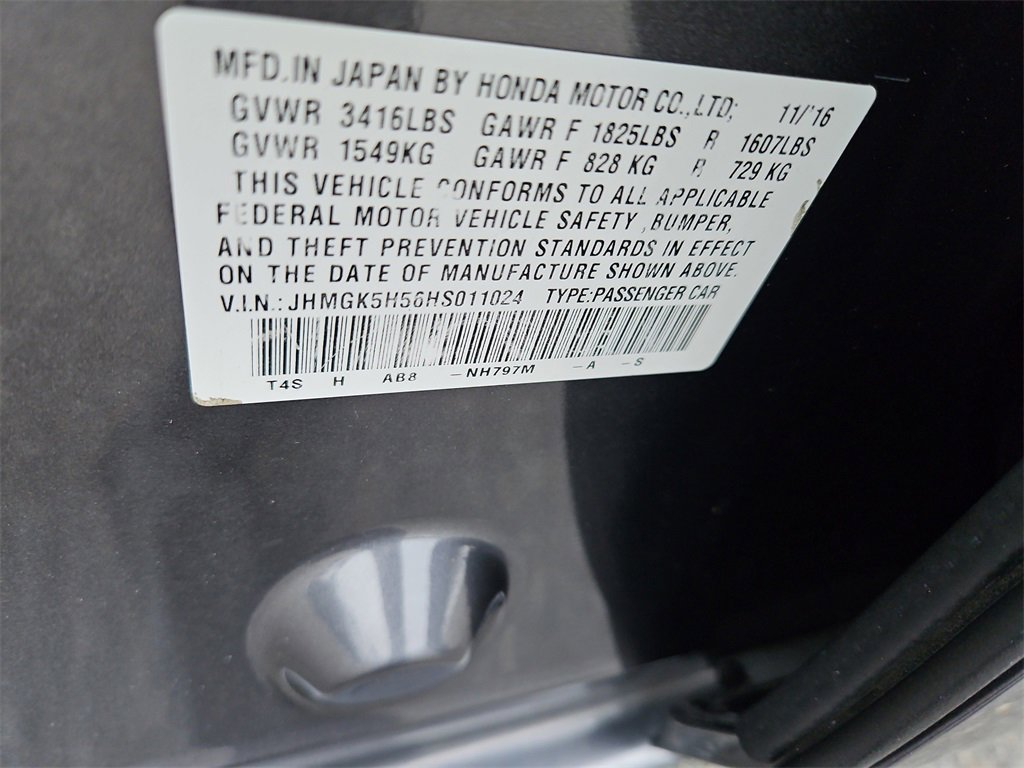 MFD.IN JAPAN BY HONDA MOTOR CO.,LTD; 11/'16
GVWR 3416LBS GAWR F 1825LBS R 1607LBS
GVWR 1549KG GAWR F 828 KG R 729 KG
THIS VEHICLE CONFORMS TO ALL APPLICABLE
FEDERAL MOTOR VEHICLE SAFETY ,BUMPER,
AND THEFT PREVENTION STANDARDS IN EFFECT
ON THE DATE OF MANUFACTURE SHOWN ABOVE.
V.I.N.: JHMGK5H56HS011024 TYPE:PASSENGER CAR
T4S H AB8 -NH797M -A -S